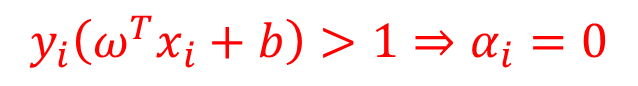 yᵢ(ωᵀxᵢ + b) > 1 ⇒ αᵢ = 0